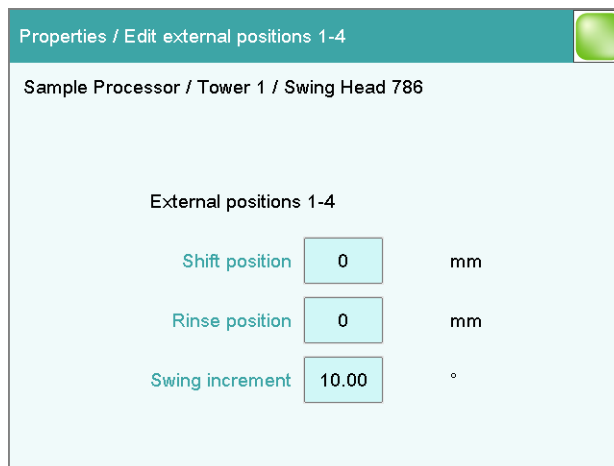 Properties / Edit external positions 1-4
Sample Processor / Tower 1 / Swing Head 786
External positions 1-4
Shift position 0 mm
Rinse position 0 mm
Swing increment 10.00 °